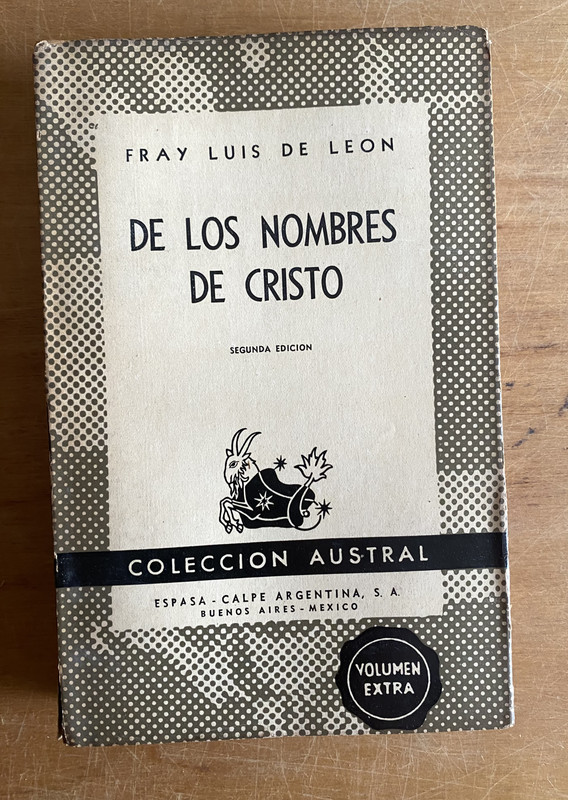 FRAY LUIS DE LEON
DE LOS NOMBRES
DE CRISTO
SEGUNDA EDICION
COLECCION AUSTRAL
ESPASA - CALPE ARGENTINA, S. A.
BUENOS AIRES - MEXICO
VOLUMEN
EXTRA